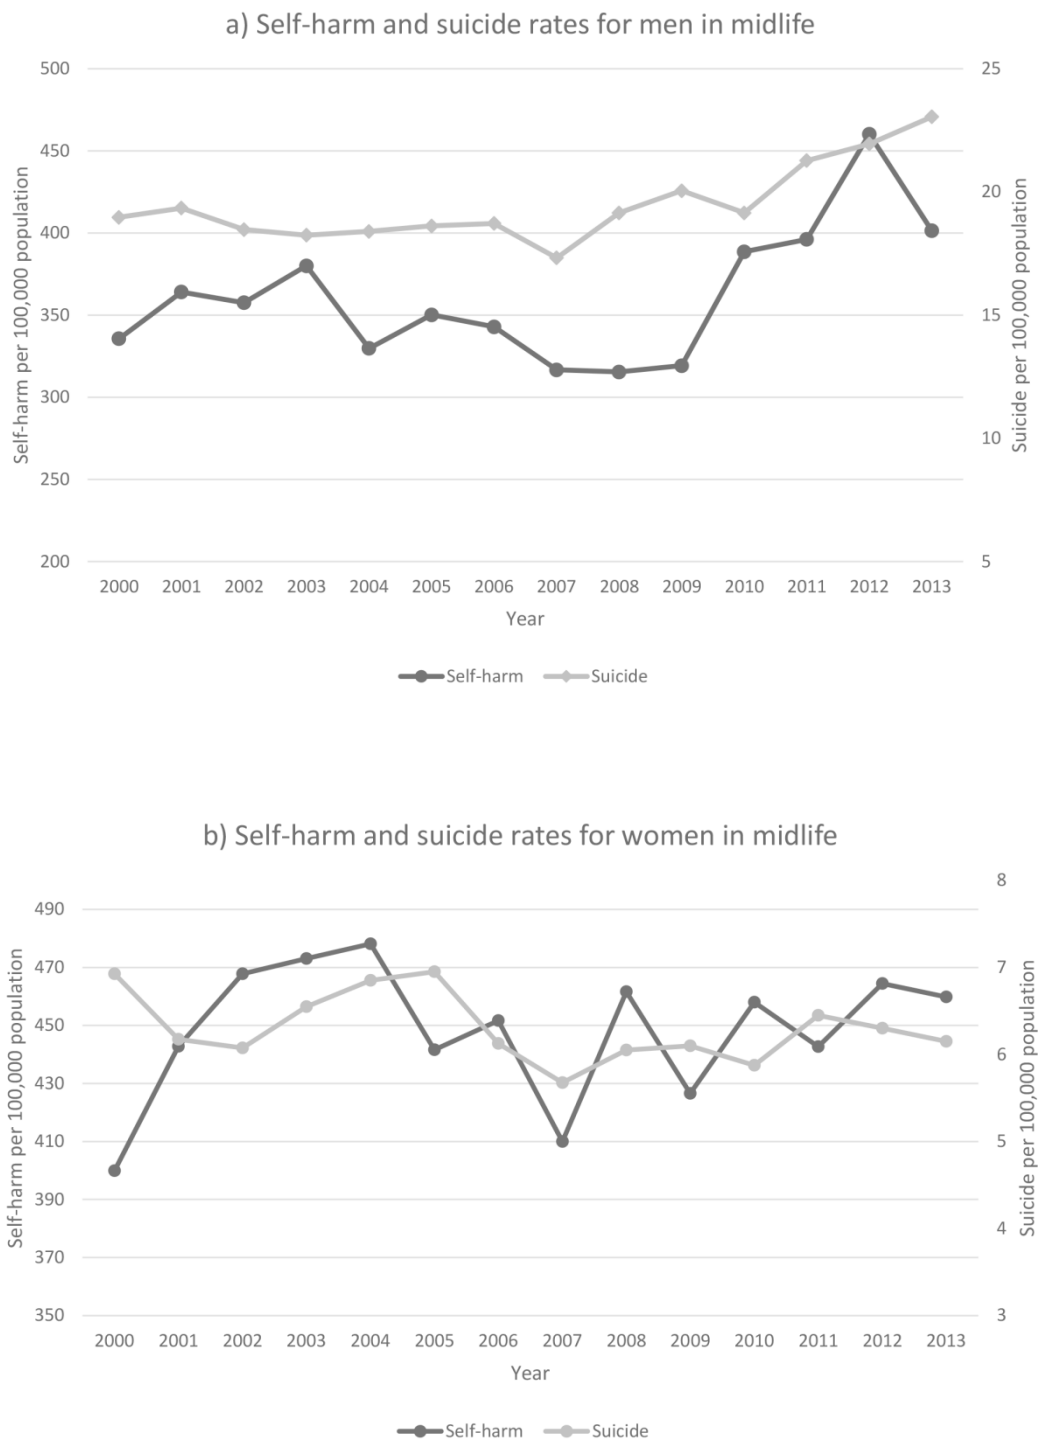 a) Self-harm and suicide rates for men in midlife
500
450
400
350
300
250
200
Self-harm per 100,000 population
25
20
15
10
5
Suicide per 100,000 population
2000 2001 2002 2003 2004 2005 2006 2007 2008 2009 2010 2011 2012 2013
Year
Self-harm Suicide
b) Self-harm and suicide rates for women in midlife
490
470
450
430
410
390
370
350
Self-harm per 100,000 population
8
7
6
5
4
3
Suicide per 100,000 population
2000 2001 2002 2003 2004 2005 2006 2007 2008 2009 2010 2011 2012 2013
Year
Self-harm Suicide